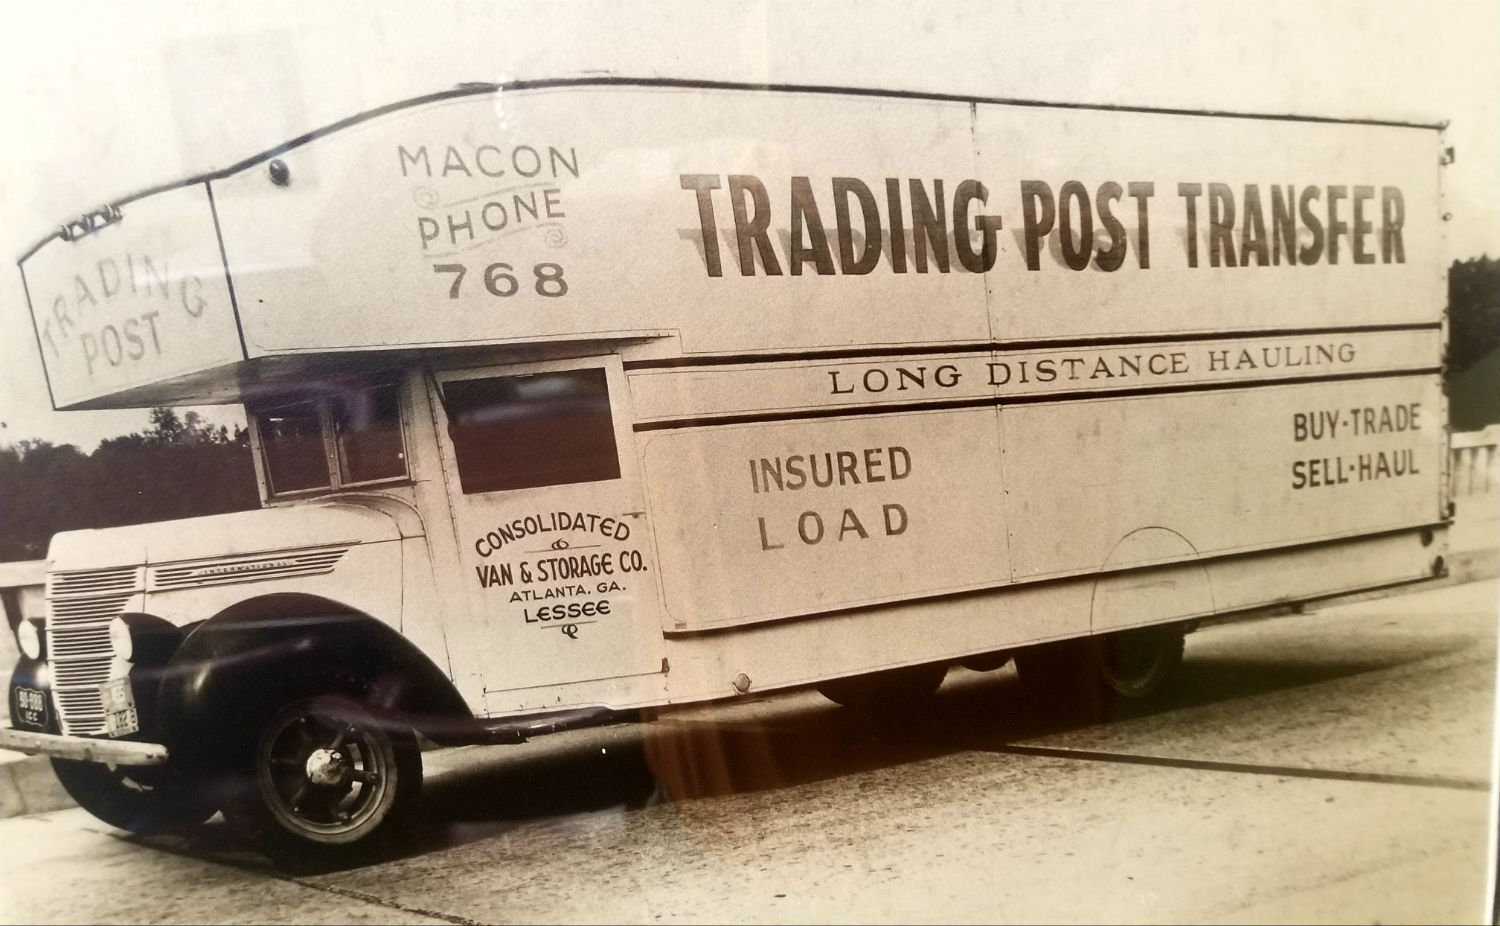 MACON
PHONE
768
TRADING POST TRANSFER
TRADING
POST
LONG DISTANCE HAULING
BUY·TRADE
SELL·HAUL
INSURED
LOAD
CONSOLIDATED
VAN & STORAGE CO.
ATLANTA. GA.
LESSEE
INTERNATIONAL
ICC